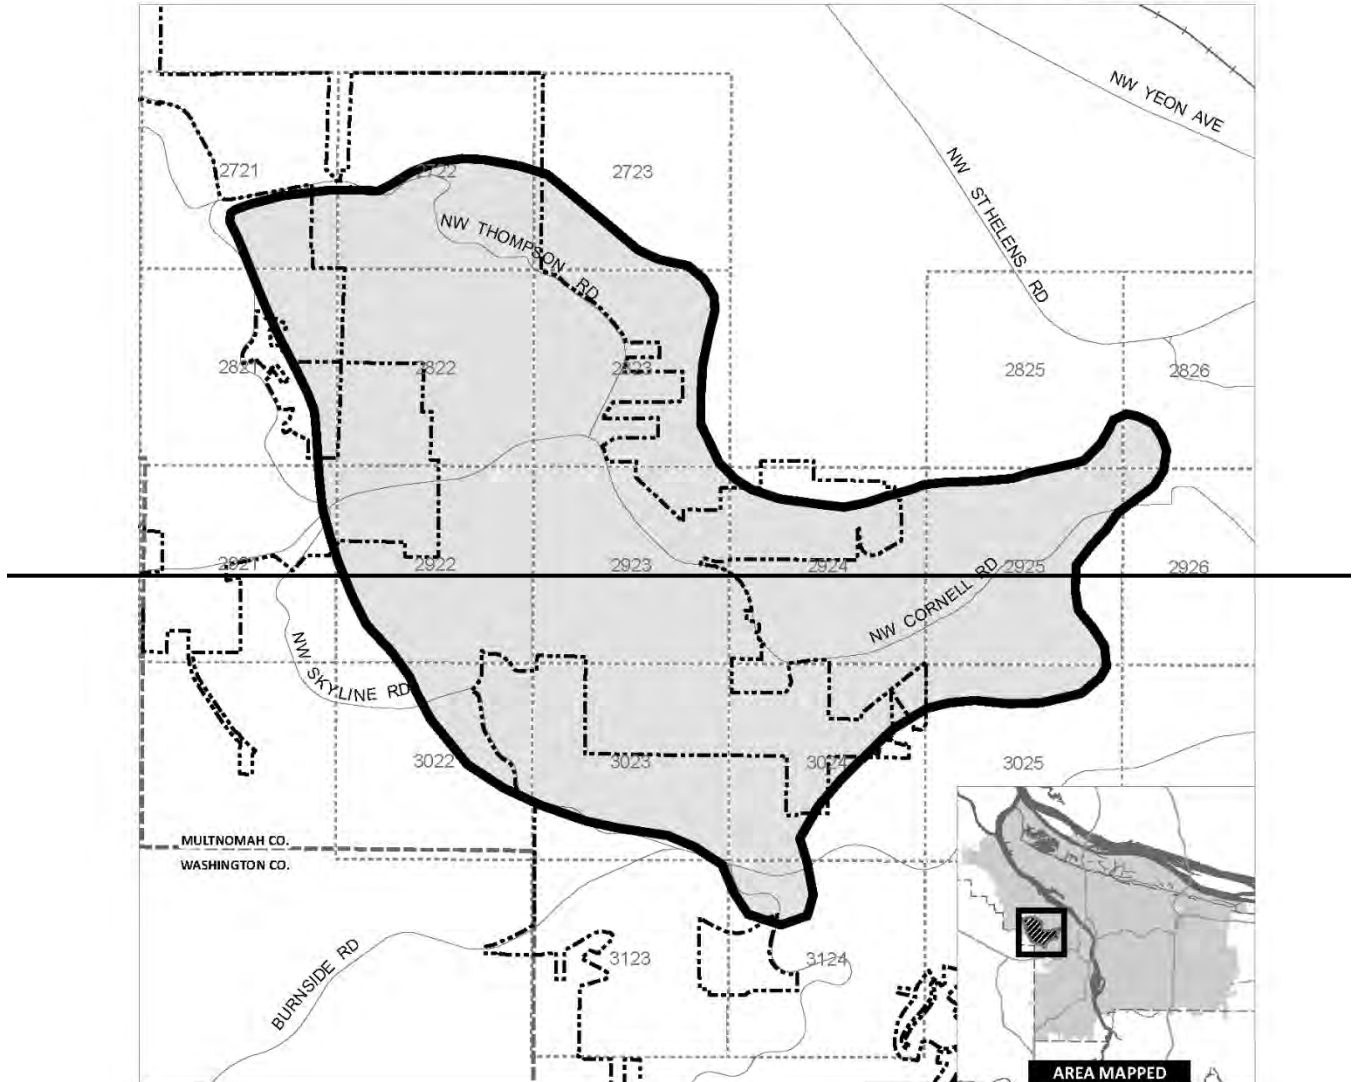 NW YEON AVE
2721
2722
2723
NW ST HELENS RD
NW THOMPSON RD
2821
2822
2823
2825
2826
2921
2922
2923
2924
2925
2926
NW CORNELL RD
NW SKYLINE RD
3022
3023
3024
3025
MULTNOMAH CO.
WASHINGTON CO.
BURNSIDE RD
3123
3124
AREA MAPPED